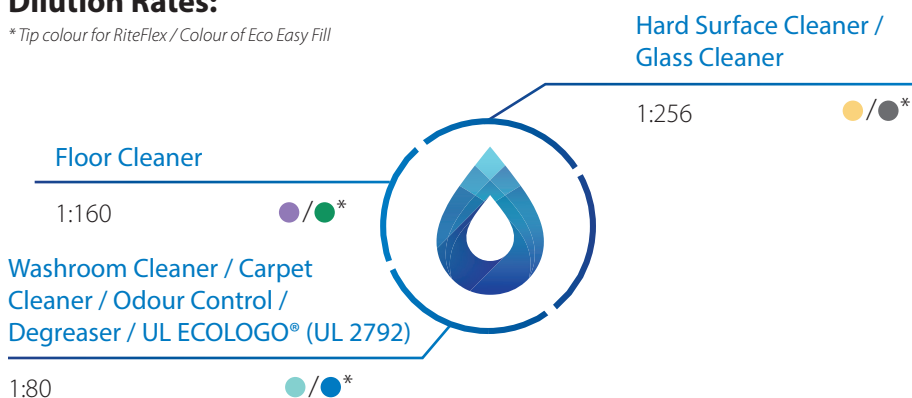 Dilution Rates:
* Tip colour for RiteFlex / Colour of Eco Easy Fill
Hard Surface Cleaner /
Glass Cleaner
1:256 /*
Floor Cleaner
1:160 /*
Washroom Cleaner / Carpet
Cleaner / Odour Control /
Degreaser / UL ECOLOGO® (UL 2792)
1:80 /*